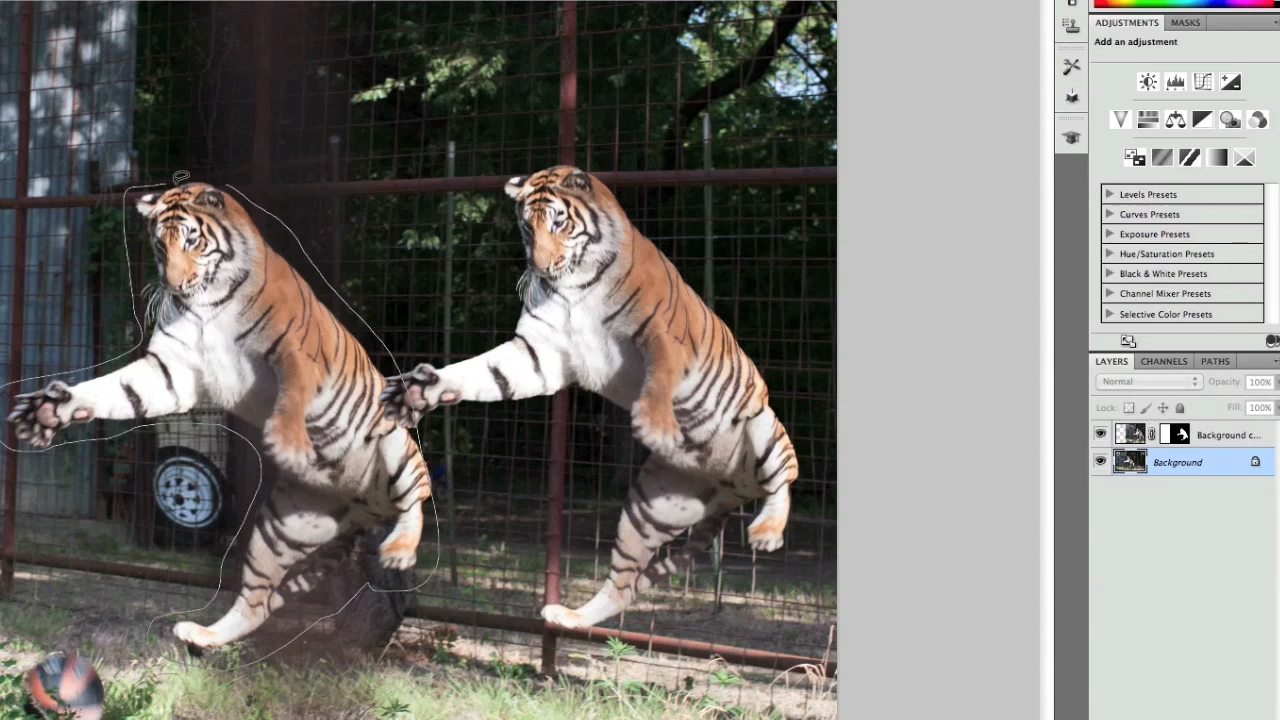 ADJUSTMENTS MASKS
Add an adjustment
Levels Presets
Curves Presets
Exposure Presets
Hue/Saturation Presets
Black & White Presets
Channel Mixer Presets
Selective Color Presets
LAYERS CHANNELS PATHS
Normal Opacity: 100%
Lock: Fill: 100%
Background c...
Background